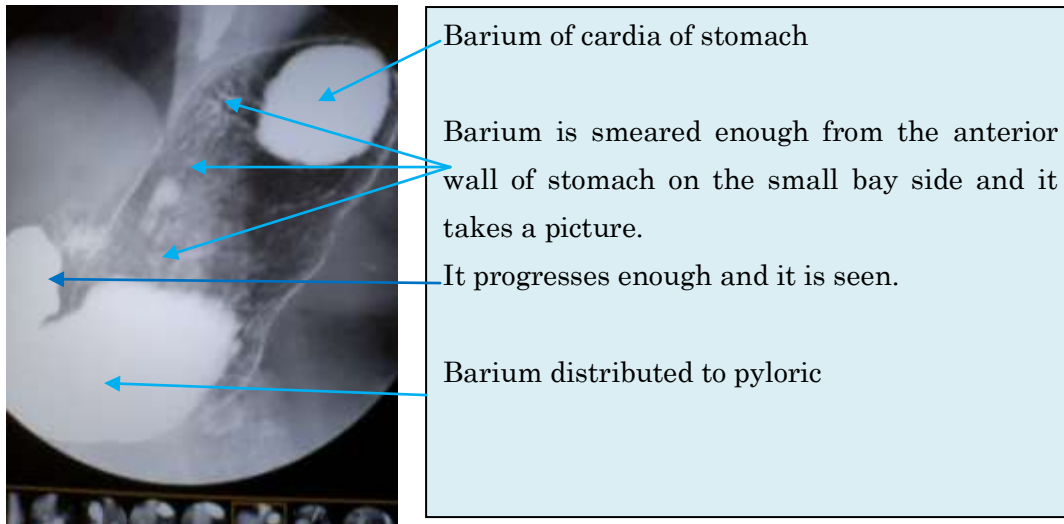 Barium of cardia of stomach
Barium is smeared enough from the anterior
wall of stomach on the small bay side and it
takes a picture.
It progresses enough and it is seen.
Barium distributed to pyloric